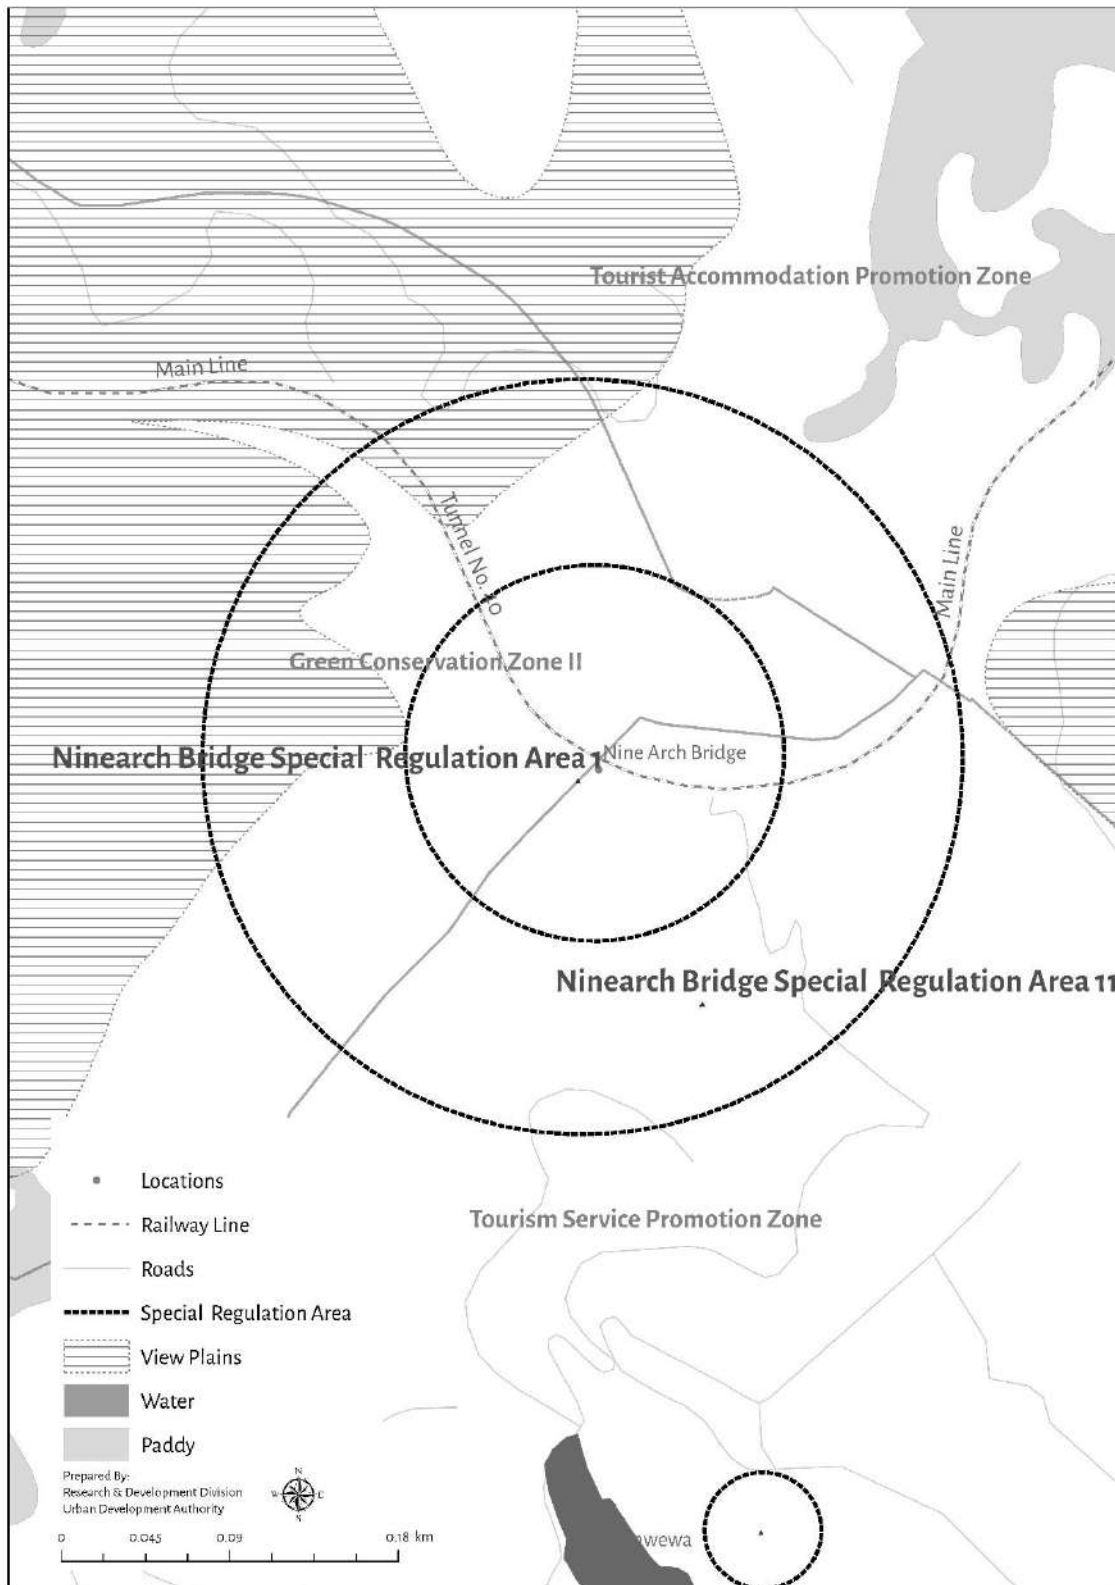 Tourist Accommodation Promotion Zone
Main Line
Tunnel No.
Main Line
Green Conservation Zone II
Ninearch Bridge Special Regulation Area 1
Nine Arch Bridge
Ninearch Bridge Special Regulation Area 11
Tourism Service Promotion Zone
Locations
Railway Line
Roads
Special Regulation Area
View Plains
Water
Paddy
Prepared By:
Research & Development Division
Urban Development Authority
N
W E
S
0 0.045 0.09 0.18 km